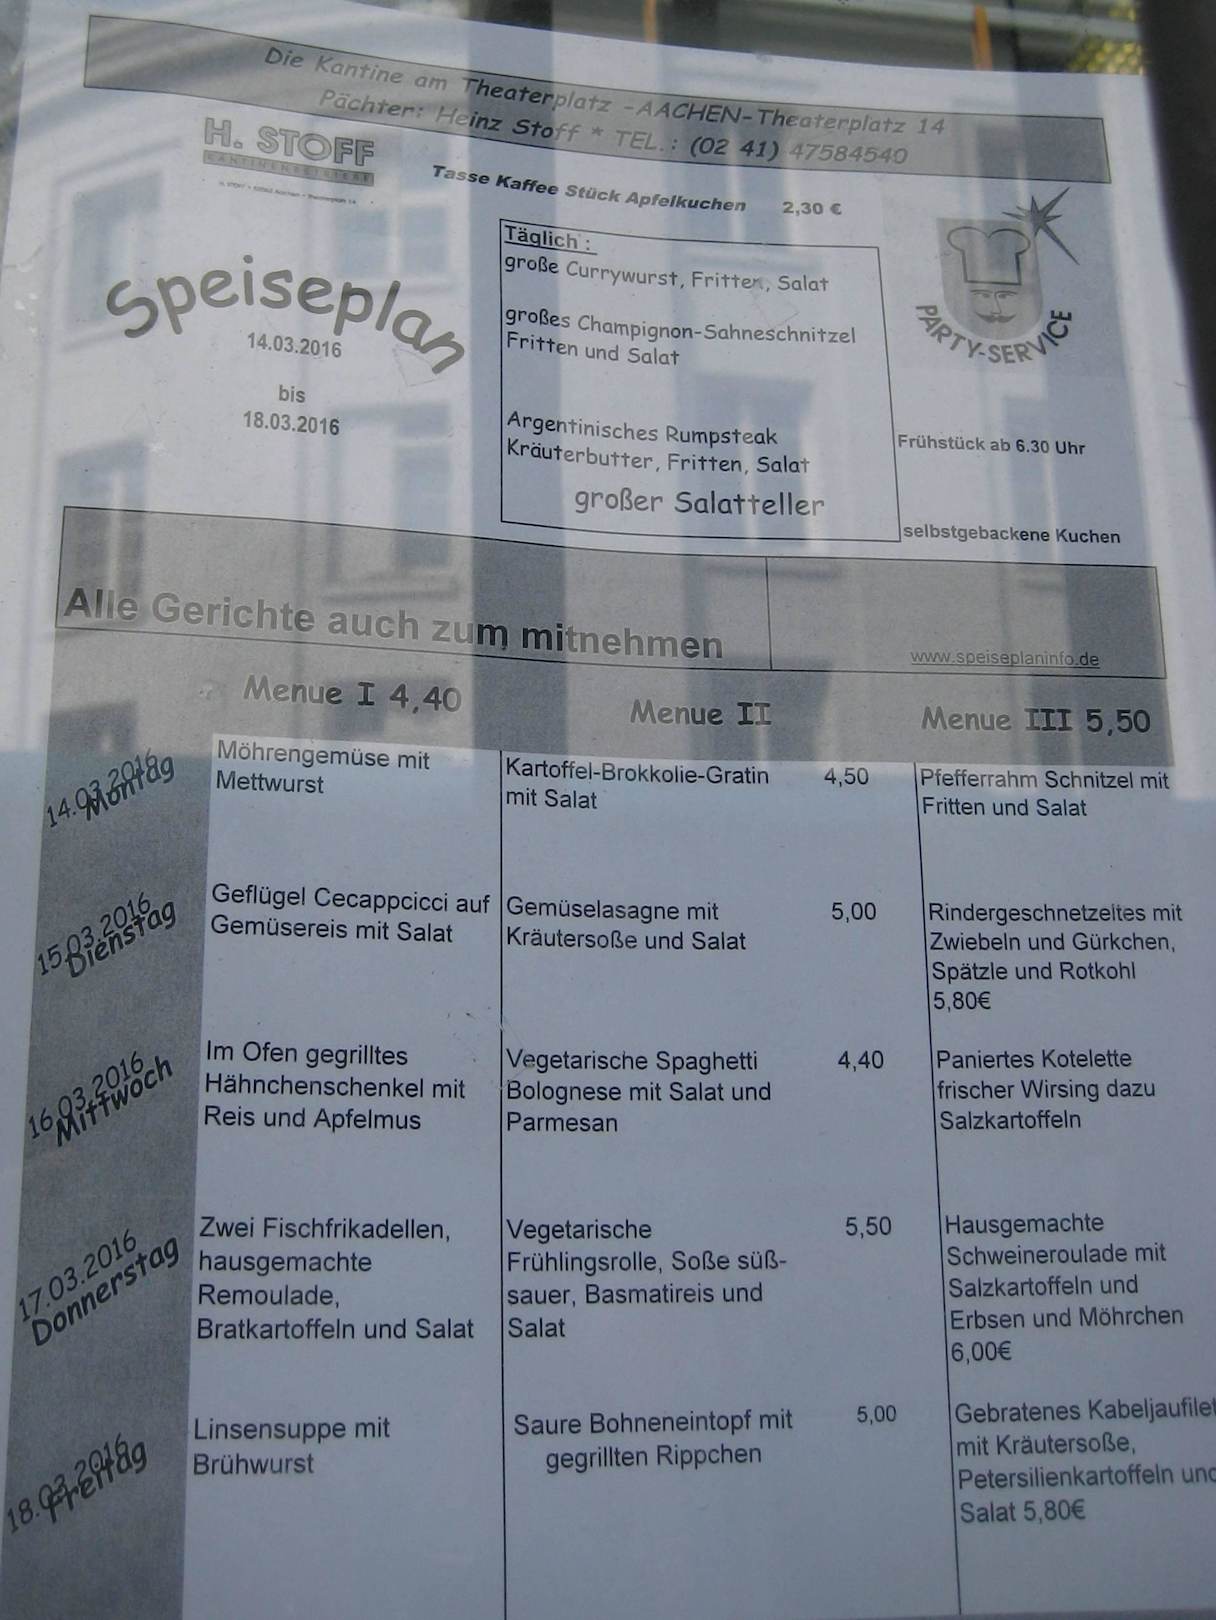 Die Kantine am Theaterplatz -AACHEN-Theaterplatz 14
Pächter: Heinz Stoff * TEL.: (02 41) 47584540
H. STOFF
KANTINENBETRIEBE
Tasse Kaffee Stück Apfelkuchen 2,30 €
Speiseplan
14.03.2016
bis
18.03.2016
Täglich :
große Currywurst, Fritten, Salat
großes Champignon-Sahneschnitzel
Fritten und Salat
Argentinisches Rumpsteak
Kräuterbutter, Fritten, Salat
großer Salatteller
PARTY-SERVICE
Frühstück ab 6.30 Uhr
selbstgebackene Kuchen
Alle Gerichte auch zum mitnehmen
www.speiseplaninfo.de
Menue I 4,40
Menue II
Menue III 5,50
14.03.2016
Montag
Möhrengemüse mit
Mettwurst
Kartoffel-Brokkolie-Gratin 4,50
mit Salat
Pfefferrahm Schnitzel mit
Fritten und Salat
15.03.2016
Dienstag
Geflügel Cecappcicci auf
Gemüsereis mit Salat
Gemüselasagne mit 5,00
Kräutersoße und Salat
Rindergeschnetzeltes mit
Zwiebeln und Gürkchen,
Spätzle und Rotkohl
5,80€
16.03.2016
Mittwoch
Im Ofen gegrilltes
Hähnchenschenkel mit
Reis und Apfelmus
Vegetarische Spaghetti 4,40
Bolognese mit Salat und
Parmesan
Paniertes Kotelette
frischer Wirsing dazu
Salzkartoffeln
17.03.2016
Donnerstag
Zwei Fischfrikadellen,
hausgemachte
Remoulade,
Bratkartoffeln und Salat
Vegetarische 5,50
Frühlingsrolle, Soße süß-
sauer, Basmatireis und
Salat
Hausgemachte
Schweineroulade mit
Salzkartoffeln und
Erbsen und Möhrchen
6,00€
18.03.2016
Freitag
Linsensuppe mit
Brühwurst
Saure Bohneneintopf mit 5,00
gegrillten Rippchen
Gebratenes Kabeljaufilet
mit Kräutersoße,
Petersilienkartoffeln und
Salat 5,80€